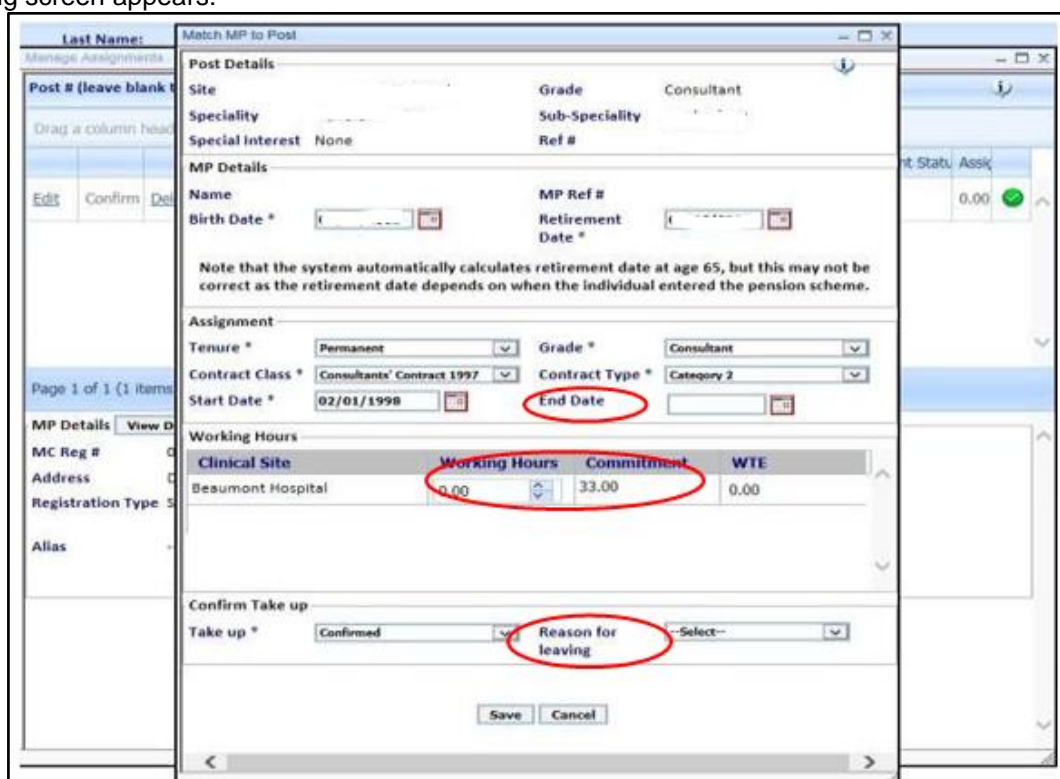 g screen appears.
Last Name:
Match MP to Post
Manage Assignments
Post Details
Post # (leave blank t
Site Grade Consultant
Speciality Sub-Speciality
Drag a column head
Special Interest None Ref #
MP Details
nt Statu Assig
Name MP Ref #
Edit Confirm Del 0.00
Birth Date * Retirement Date *
Note that the system automatically calculates retirement date at age 65, but this may not be
correct as the retirement date depends on when the individual entered the pension scheme.
Assignment
Tenure * Permanent Grade * Consultant
Contract Class * Consultants' Contract 1997 Contract Type * Category 2
Page 1 of 1 (1 items
Start Date * 02/01/1998 End Date
MP Details View D
Working Hours
MC Reg #
Clinical Site Working Hours Commitment WTE
Address
Beaumont Hospital 0.00 33.00 0.00
Registration Type S
Alias
Confirm Take up
Take up * Confirmed Reason for leaving --Select--
Save Cancel